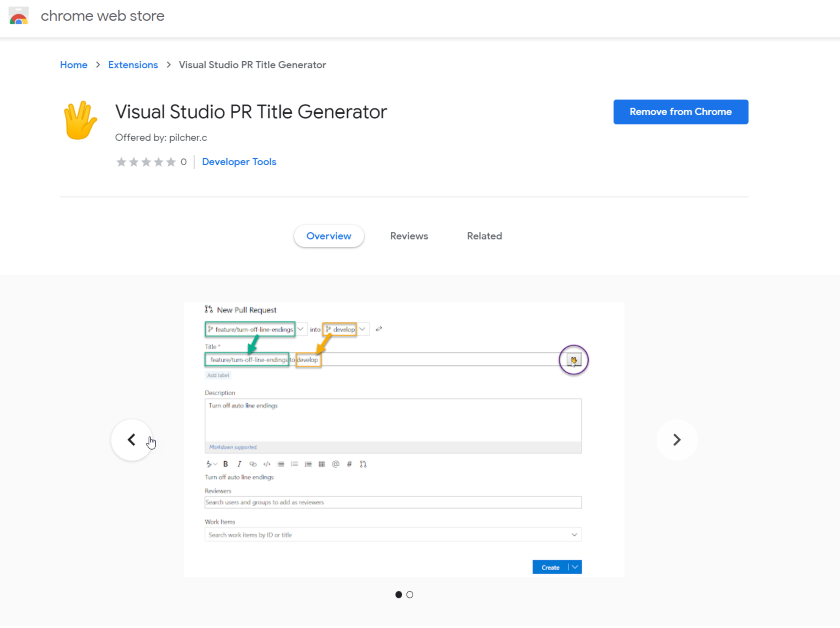 chrome web store
Home > Extensions > Visual Studio PR Title Generator
Visual Studio PR Title Generator
Remove from Chrome
Offered by: pilcher.c
0 Developer Tools
Overview Reviews Related
New Pull Request
feature/turn-off-line-endings into develop
Title *
feature/turn-off-line-endings to develop
Add label
Description
Turn off auto line endings
Markdown supported.
B I </> @ #
Turn off auto line endings
Reviewers
Search users and groups to add as reviewers
Work Items
Search work items by ID or title
Create